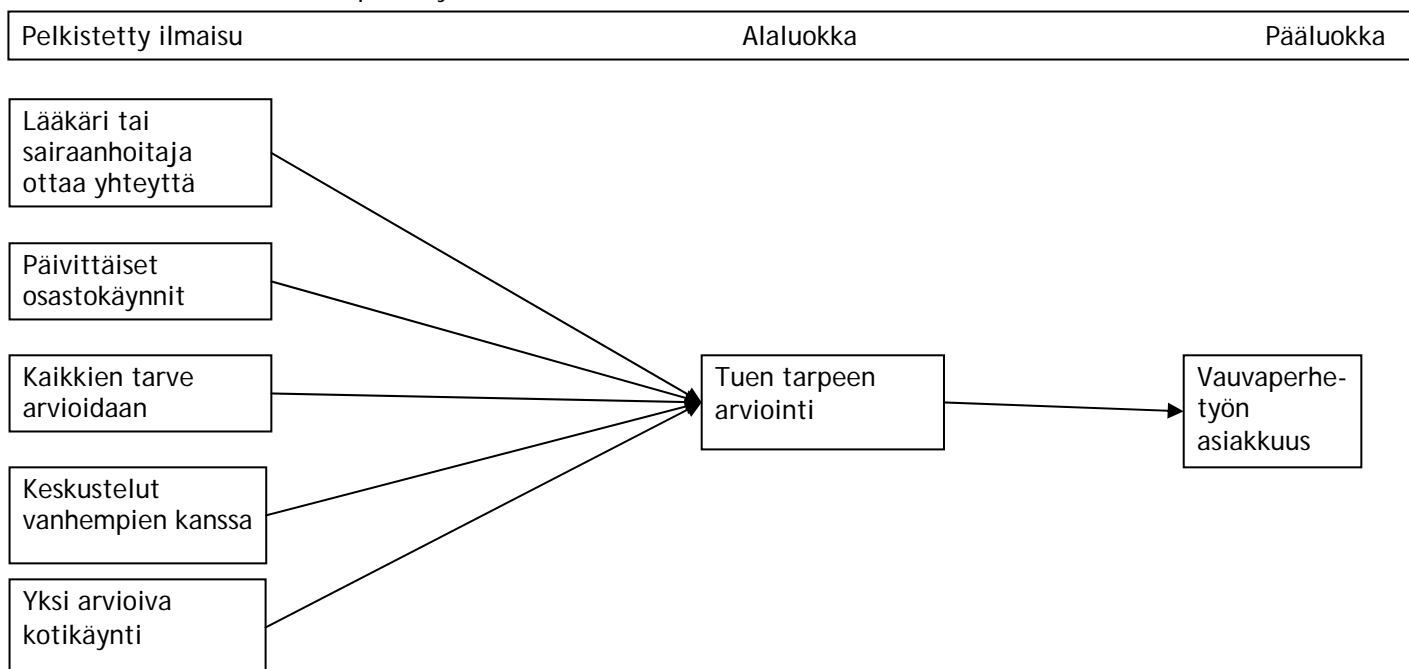 Pelkistetty ilmaisu Alaluokka Pääluokka
Lääkäri tai
sairaanhoitaja
ottaa yhteyttä
Päivittäiset
osastokäynnit
Kaikkien tarve
arvioidaan
Keskustelut
vanhempien kanssa
Yksi arvioiva
kotikäynti
Tuen tarpeen
arviointi
Vauvaperhe-
työn
asiakkuus